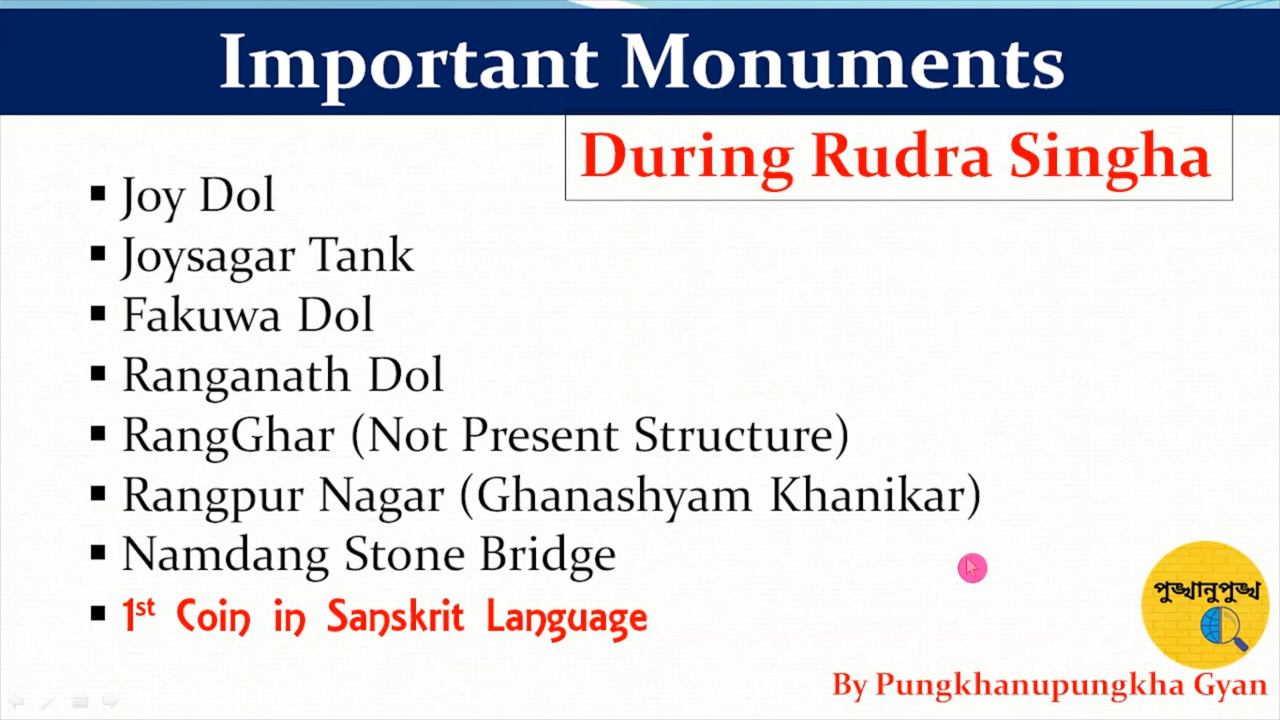 Important Monuments
During Rudra Singha
▪ Joy Dol
▪ Joysagar Tank
▪ Fakuwa Dol
▪ Ranganath Dol
▪ RangGhar (Not Present Structure)
▪ Rangpur Nagar (Ghanashyam Khanikar)
▪ Namdang Stone Bridge
▪ 1st Coin in Sanskrit Language
পুঙ্খানুপুঙ্খ
By Pungkhanupungkha Gyan